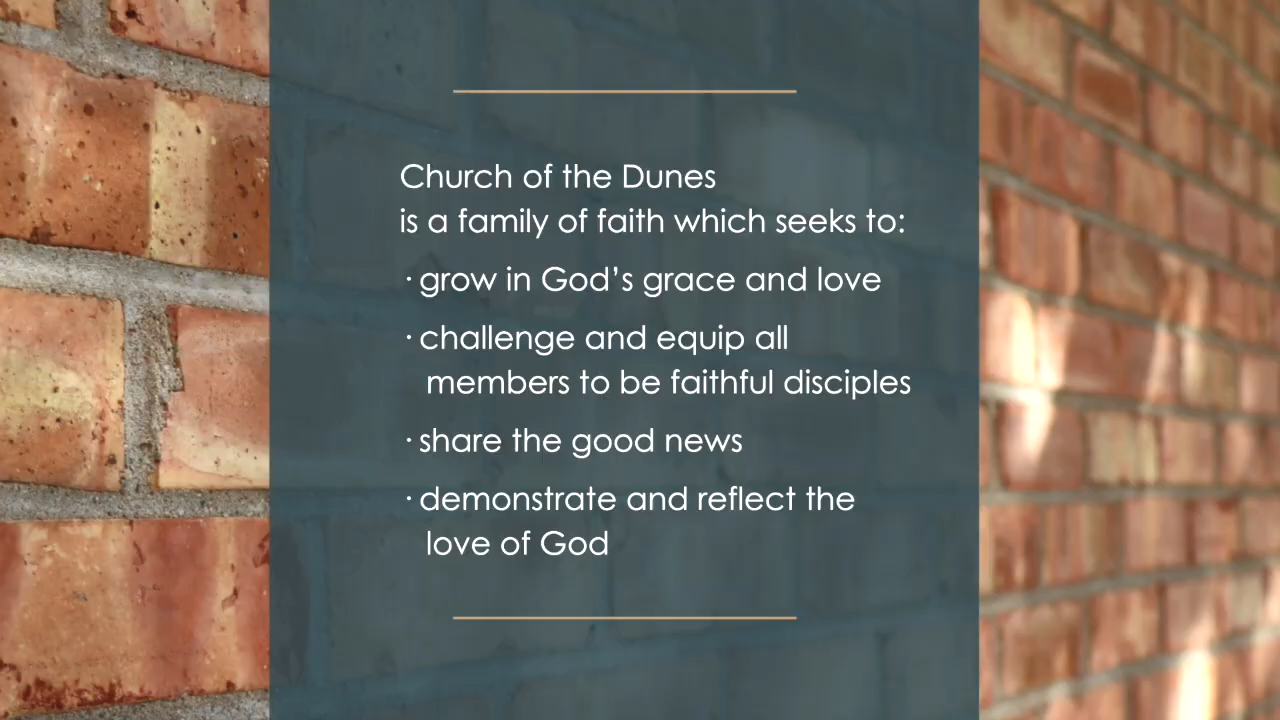 Church of the Dunes
is a family of faith which seeks to:
· grow in God’s grace and love
· challenge and equip all
members to be faithful disciples
· share the good news
· demonstrate and reflect the
love of God